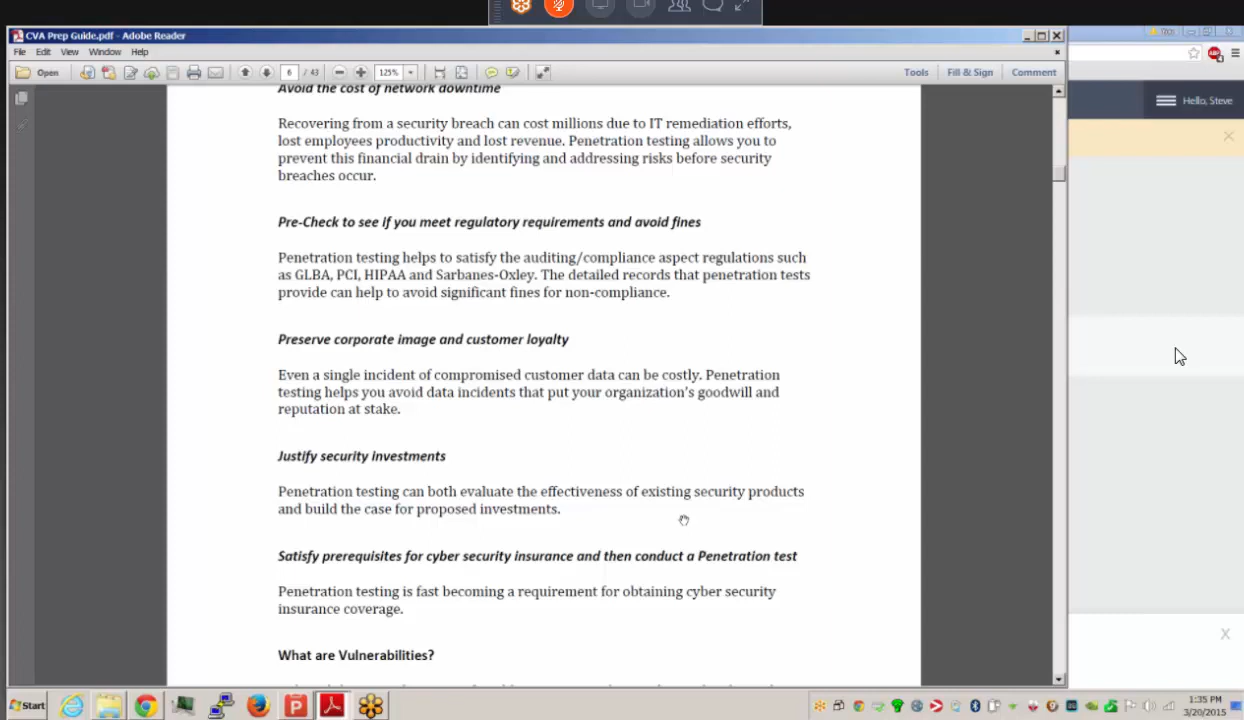 CVA Prep Guide.pdf - Adobe Reader
File Edit View Window Help
Open 6 / 43 125% Tools Fill & Sign Comment
Hello, Steve
Avoid the cost of network downtime
Recovering from a security breach can cost millions due to IT remediation efforts,
lost employees productivity and lost revenue. Penetration testing allows you to
prevent this financial drain by identifying and addressing risks before security
breaches occur.
Pre-Check to see if you meet regulatory requirements and avoid fines
Penetration testing helps to satisfy the auditing/compliance aspect regulations such
as GLBA, PCI, HIPAA and Sarbanes-Oxley. The detailed records that penetration tests
provide can help to avoid significant fines for non-compliance.
Preserve corporate image and customer loyalty
Even a single incident of compromised customer data can be costly. Penetration
testing helps you avoid data incidents that put your organization's goodwill and
reputation at stake.
Justify security investments
Penetration testing can both evaluate the effectiveness of existing security products
and build the case for proposed investments.
Satisfy prerequisites for cyber security insurance and then conduct a Penetration test
Penetration testing is fast becoming a requirement for obtaining cyber security
insurance coverage.
What are Vulnerabilities?
Start
1:35 PM
3/20/2015